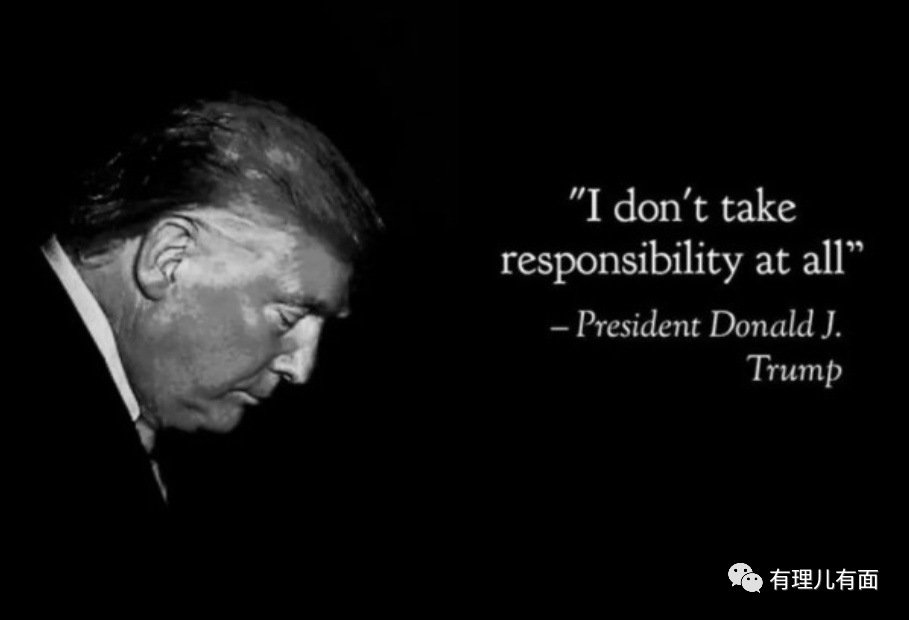 "I don't take
responsibility at all”
– President Donald J.
Trump
有理儿有面